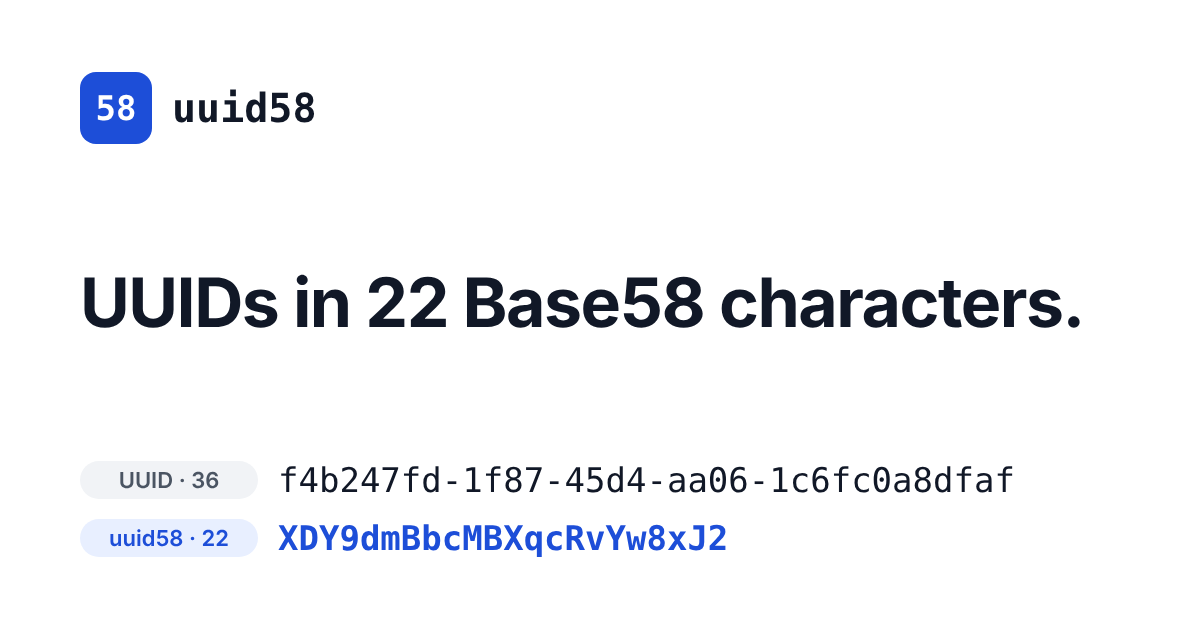 58 uuid58
UUIDs in 22 Base58 characters.
UUID · 36 f4b247fd-1f87-45d4-aa06-1c6fc0a8dfaf
uuid58 · 22 XDY9dmBbcMBXqcRvYw8xJ2